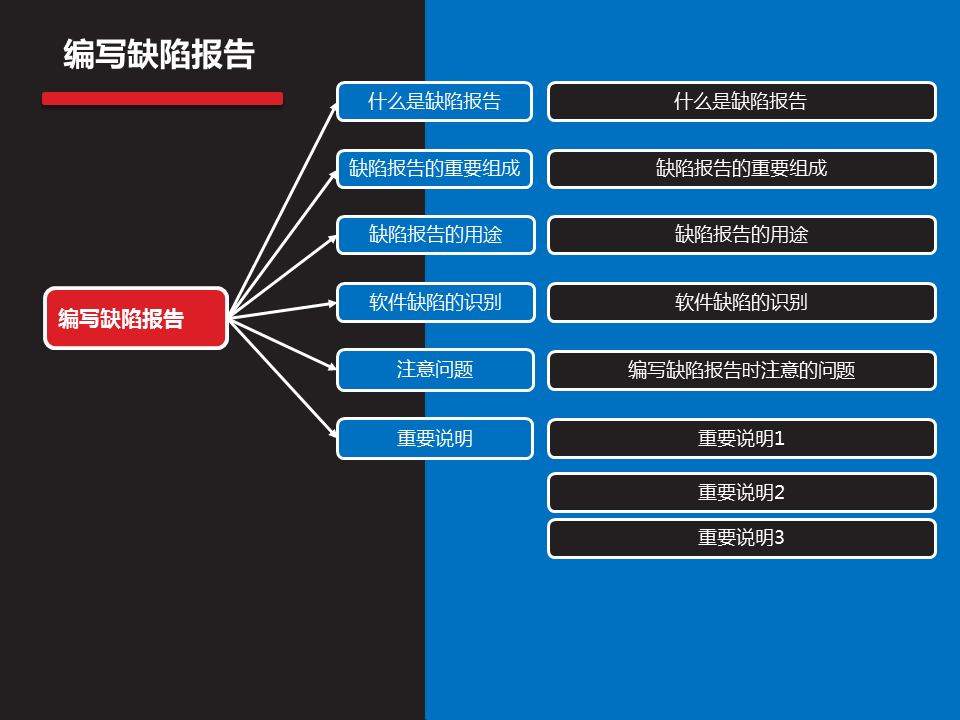 编写缺陷报告
什么是缺陷报告
什么是缺陷报告
缺陷报告的重要组成
缺陷报告的重要组成
缺陷报告的用途
缺陷报告的用途
编写缺陷报告
软件缺陷的识别
软件缺陷的识别
注意问题
编写缺陷报告时注意的问题
重要说明
重要说明1
重要说明2
重要说明3